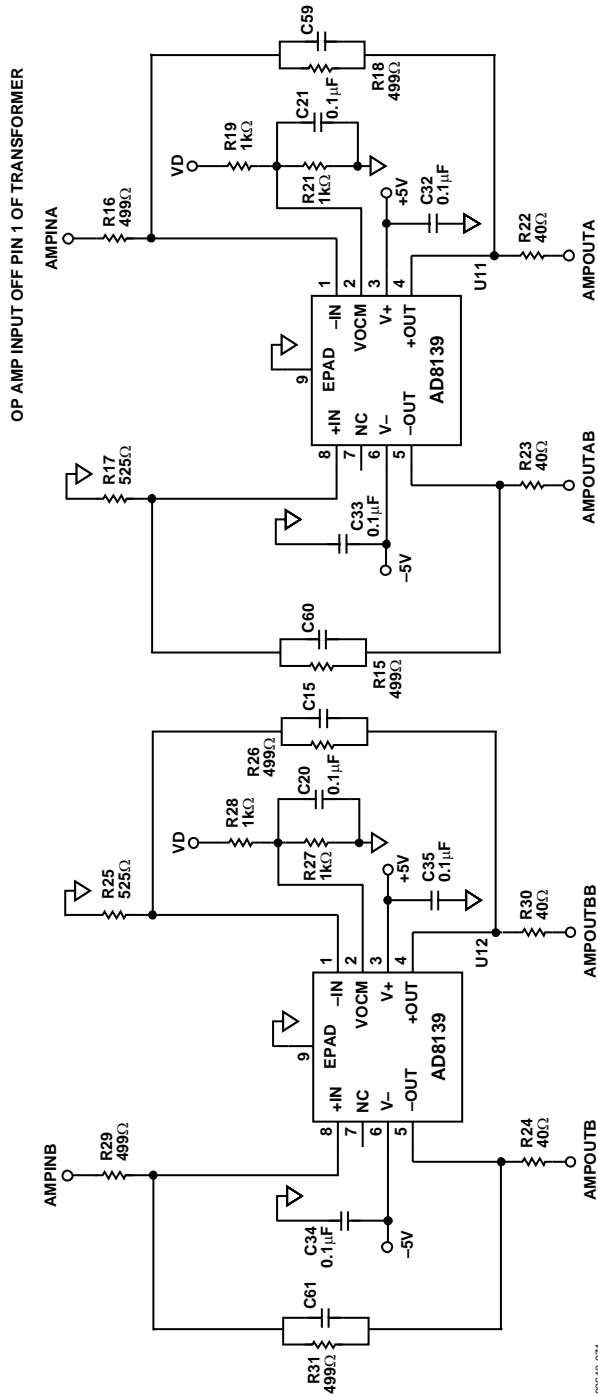 OP AMP INPUT OFF PIN 1 OF TRANSFORMER
AMPINA
R16
499Ω
R17
525Ω
VD
R19
1kΩ
R21
1kΩ
C21
0.1µF
C59
R18
499Ω
9
EPAD
8
+IN
7
NC
6
V–
5
–OUT
1
–IN
2
VOCM
3
V+
4
+OUT
AD8139
U11
+5V
C32
0.1µF
–5V
C33
0.1µF
C60
R15
499Ω
R22
40Ω
AMPOUTA
R23
40Ω
AMPOUTAB
AMPINB
R29
499Ω
R25
525Ω
VD
R28
1kΩ
R27
1kΩ
C20
0.1µF
R26
499Ω
C15
9
EPAD
8
+IN
7
NC
6
V–
5
–OUT
1
–IN
2
VOCM
3
V+
4
+OUT
AD8139
U12
+5V
C35
0.1µF
–5V
C34
0.1µF
C61
R31
499Ω
R30
40Ω
AMPOUTBB
R24
40Ω
AMPOUTB